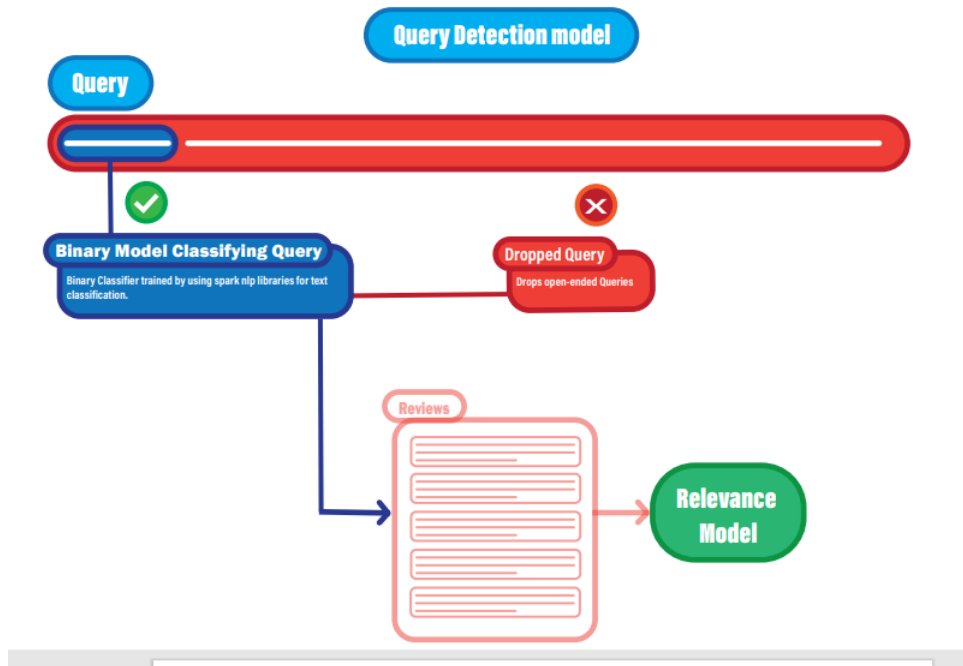 Query Detection model
Query
Binary Model Classifying Query
Binary Classifier trained by using spark nlp libraries for text
classification.
Dropped Query
Drops open-ended Queries
Reviews
Relevance
Model